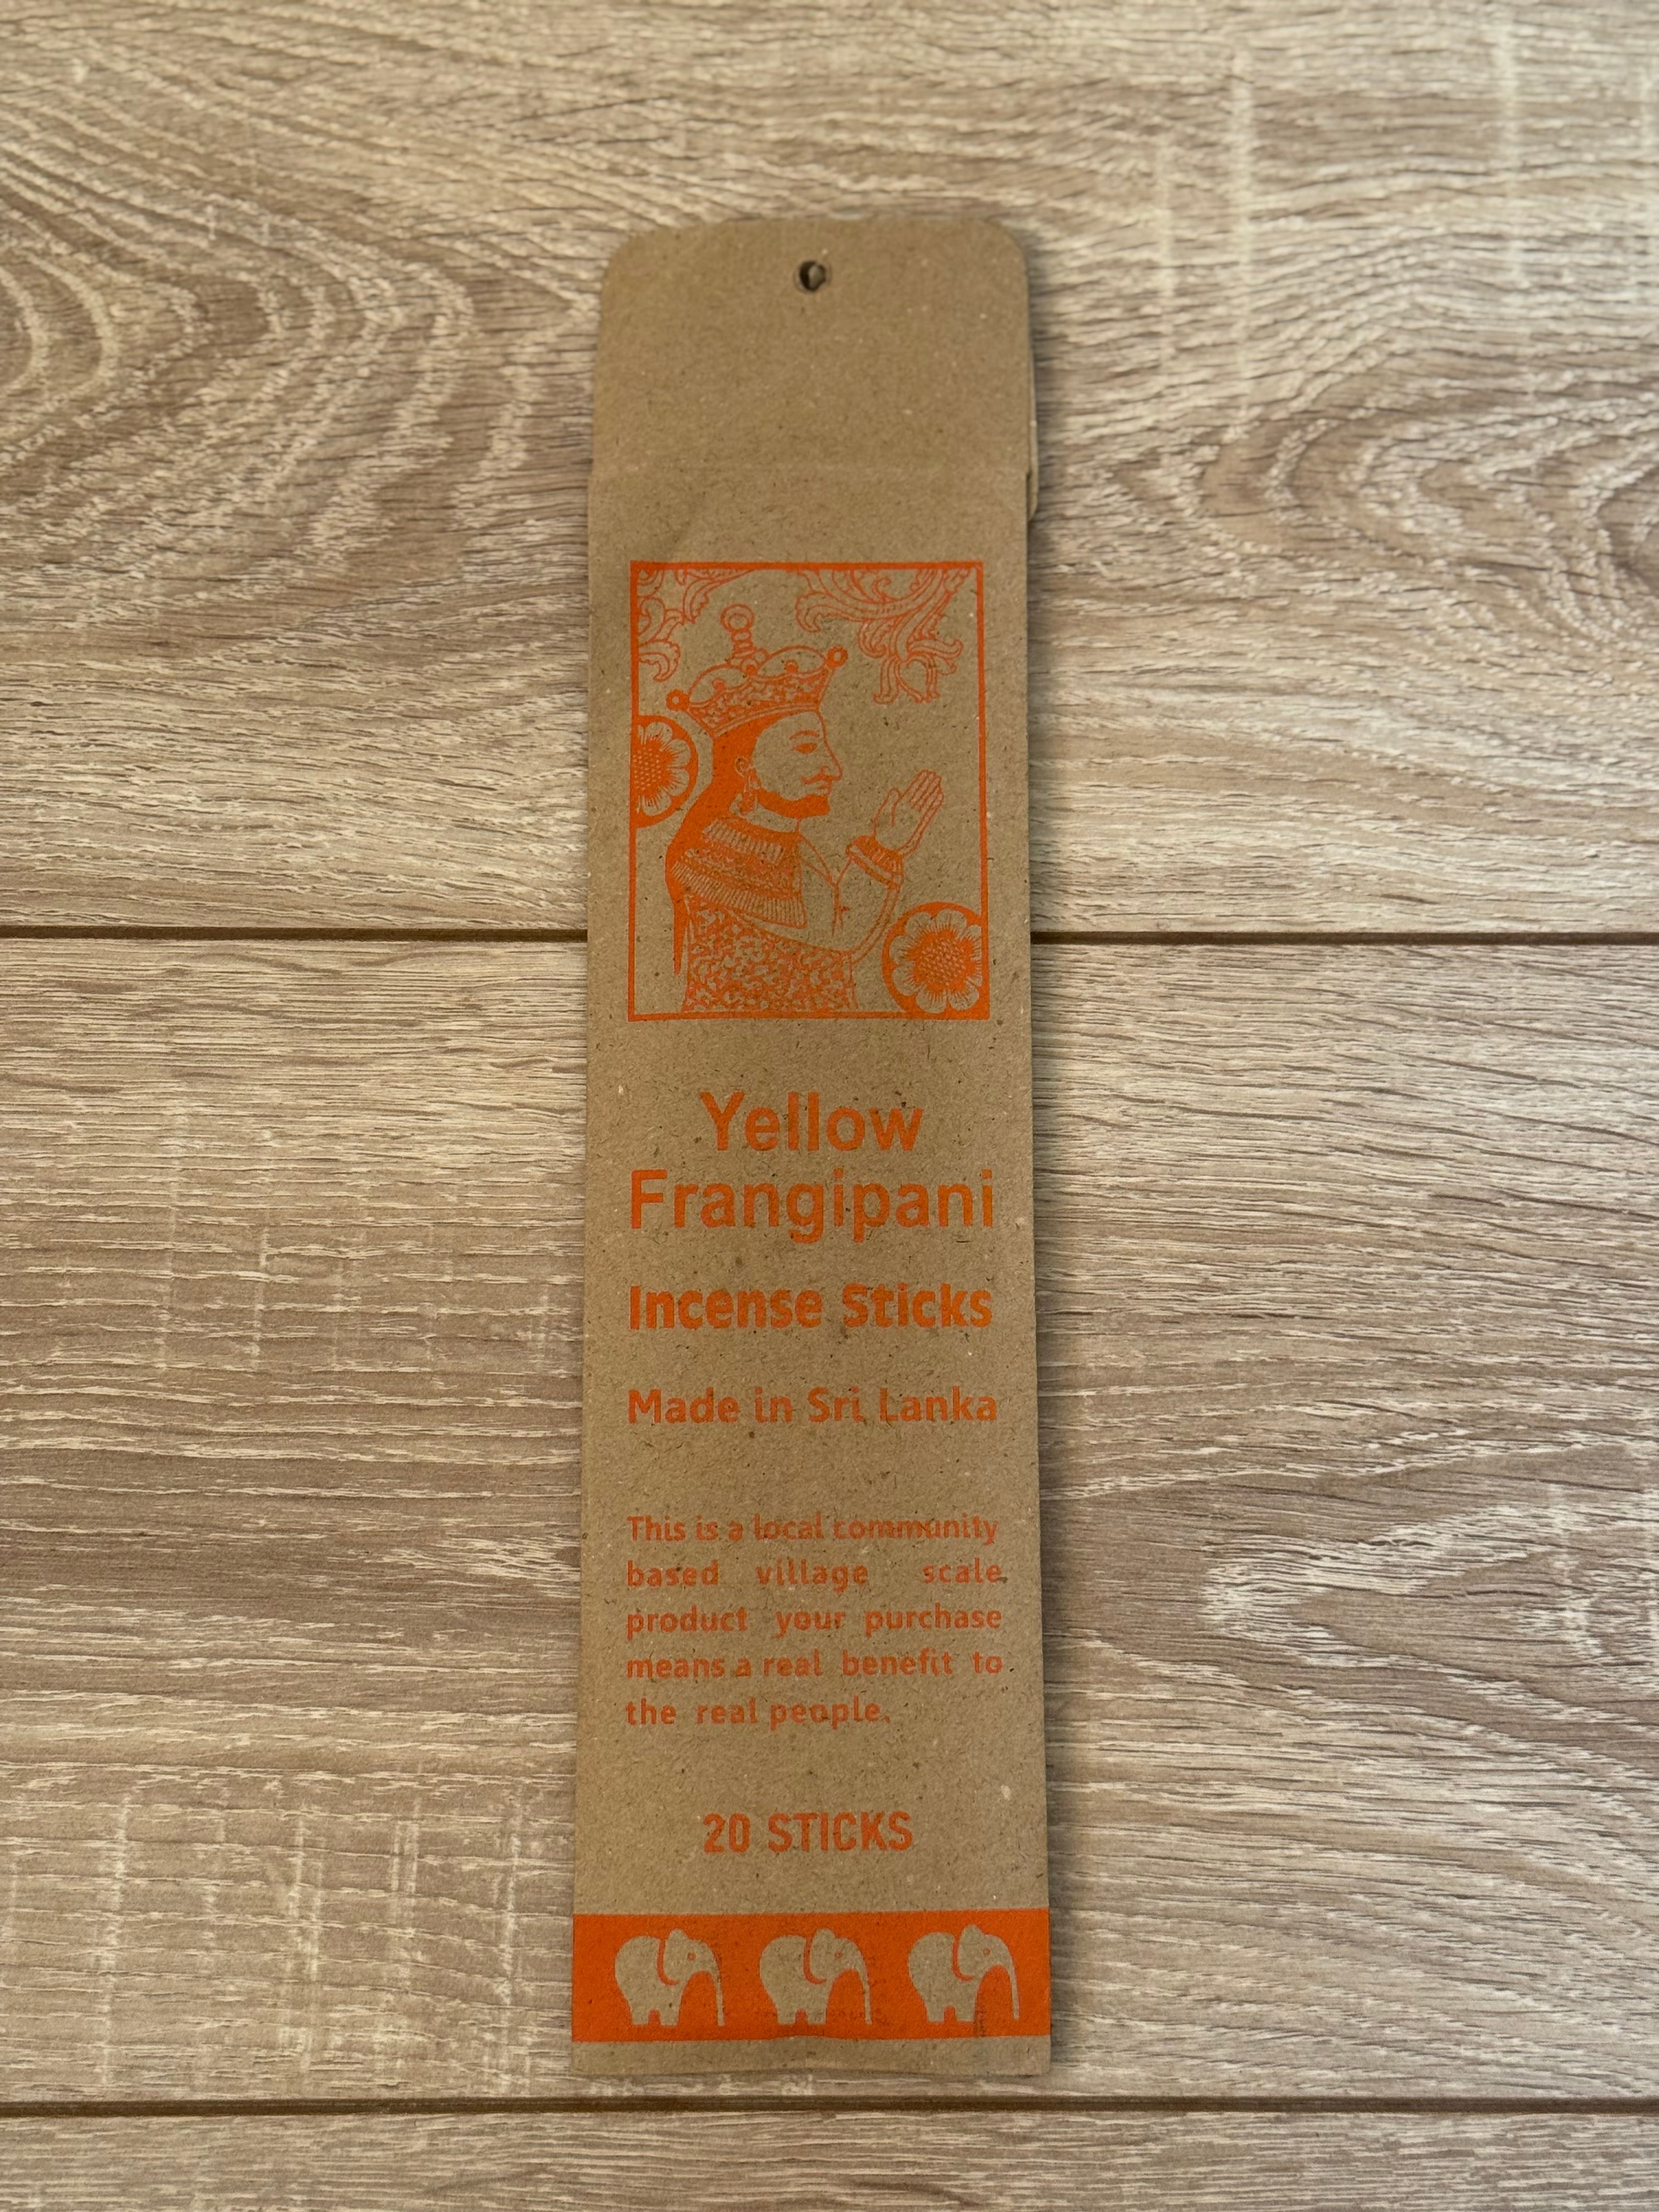 Yellow
Frangipani
Incense Sticks
Made in Sri Lanka
This is a local community
based village scale
product your purchase
means a real benefit to
the real people.
20 STICKS